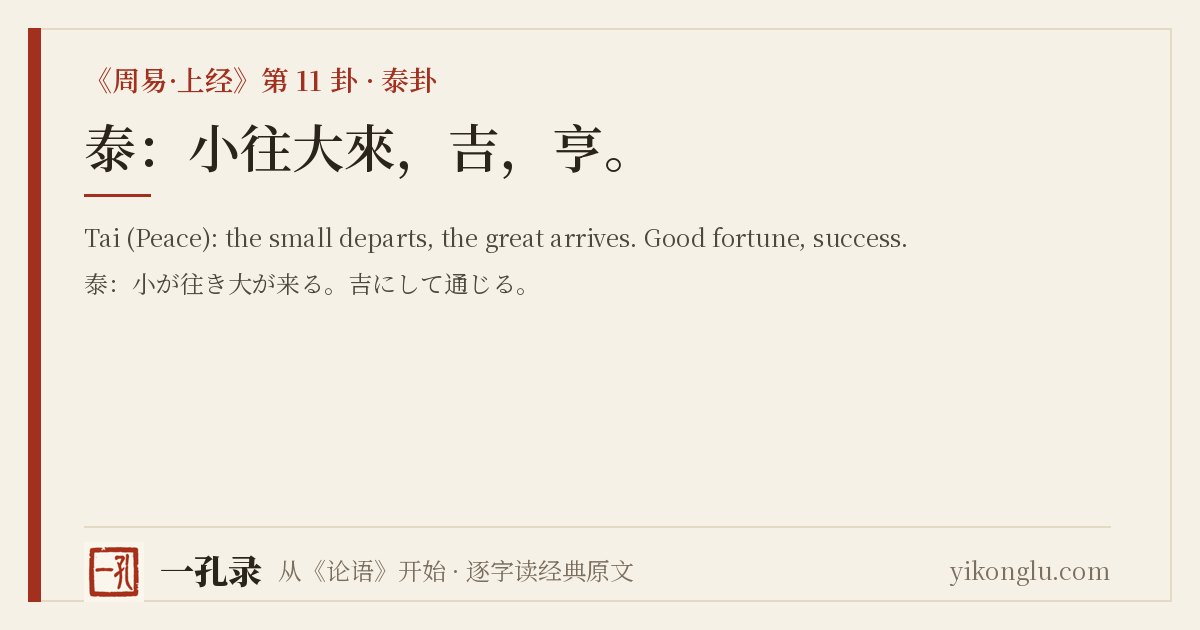 《周易·上经》第 11 卦 · 泰卦
泰：小往大來，吉，亨。
Tai (Peace): the small departs, the great arrives. Good fortune, success.
泰：小が往き大が来る。吉にして通じる。
一孔
一孔录 从《论语》开始 · 逐字读经典原文 yikonglu.com